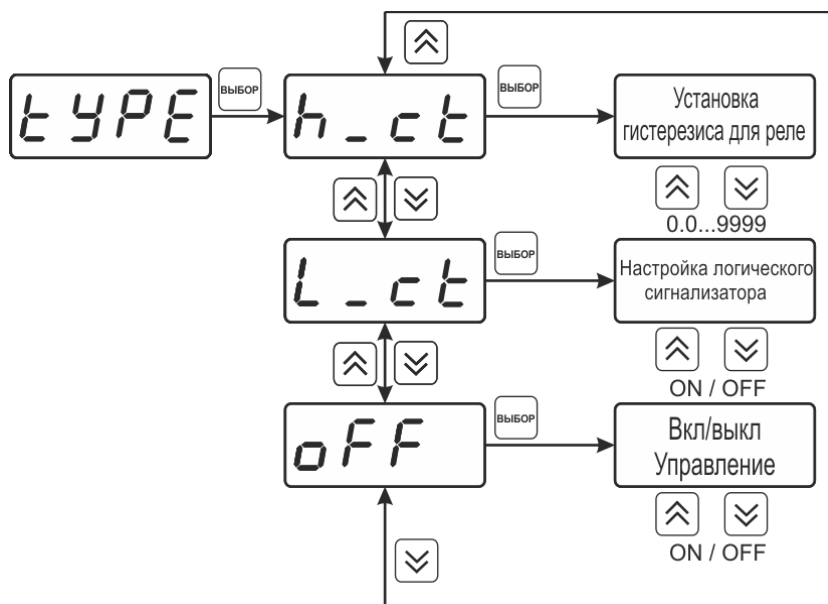 tYPE
ВЫБОР
h_ct
ВЫБОР
Установка
гистерезиса для реле
0.0...9999
L_ct
ВЫБОР
Настройка логического
сигнализатора
ON / OFF
oFF
ВЫБОР
Вкл/выкл
Управление
ON / OFF